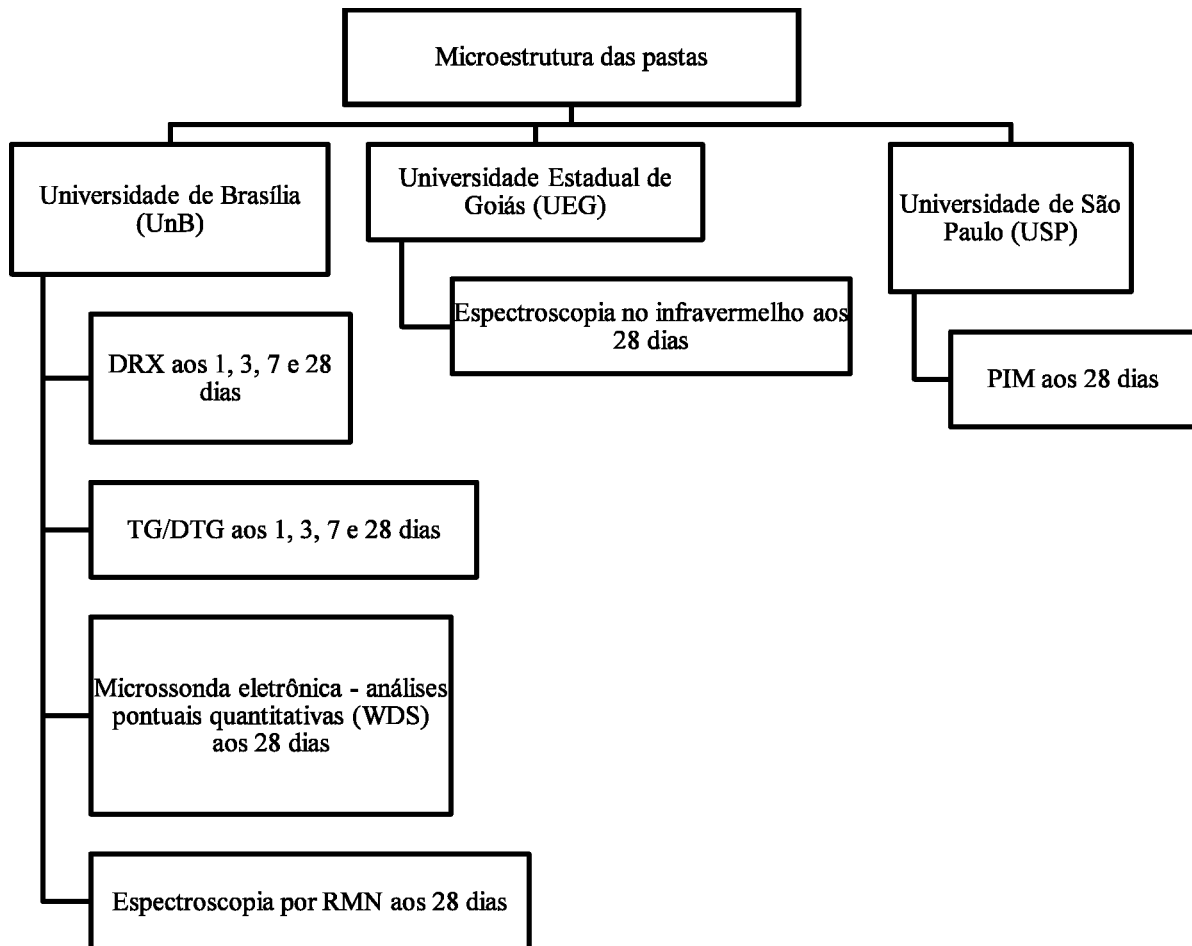 Microestrutura das pastas
Universidade de Brasília
(UnB)
Universidade Estadual de
Goiás (UEG)
Universidade de São
Paulo (USP)
DRX aos 1, 3, 7 e 28
dias
TG/DTG aos 1, 3, 7 e 28 dias
Microssonda eletrônica - análises
pontuais quantitativas (WDS)
aos 28 dias
Espectroscopia por RMN aos 28 dias
Espectroscopia no infravermelho aos
28 dias
PIM aos 28 dias